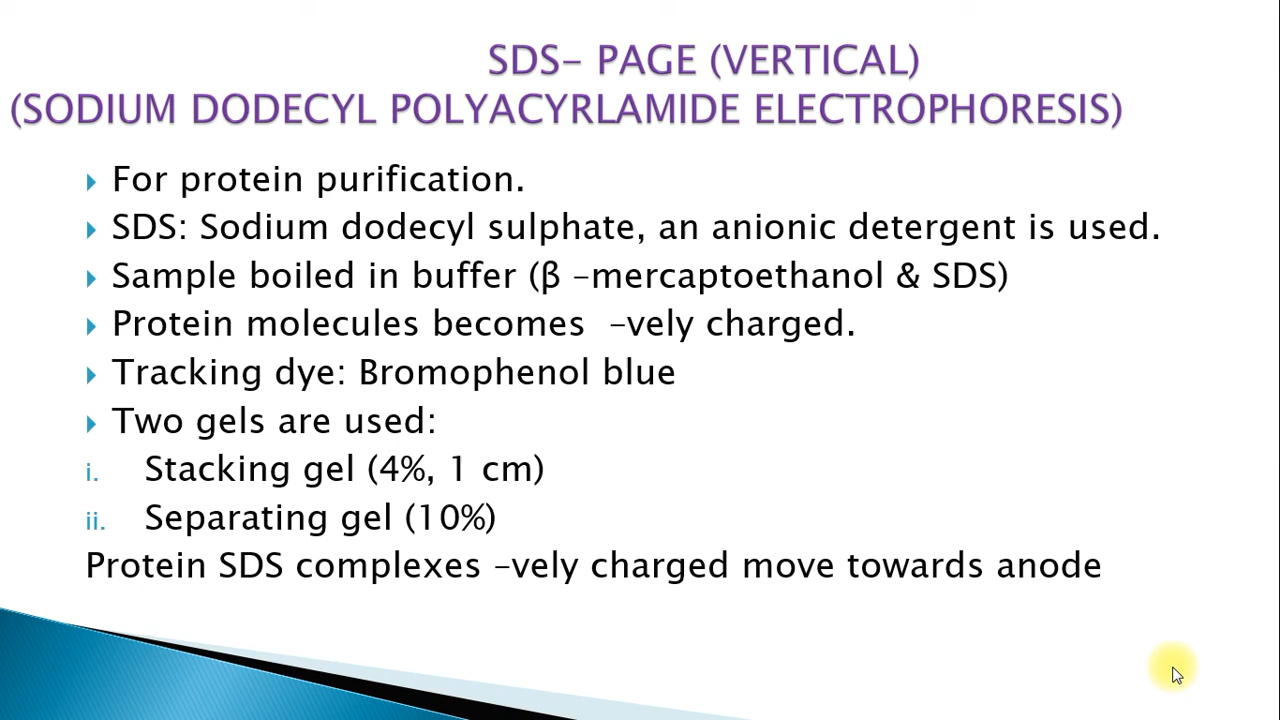 SDS- PAGE (VERTICAL)
(SODIUM DODECYL POLYACYRLAMIDE ELECTROPHORESIS)
For protein purification.
SDS: Sodium dodecyl sulphate, an anionic detergent is used.
Sample boiled in buffer (β -mercaptoethanol & SDS)
Protein molecules becomes -vely charged.
Tracking dye: Bromophenol blue
Two gels are used:
i. Stacking gel (4%, 1 cm)
ii. Separating gel (10%)
Protein SDS complexes -vely charged move towards anode